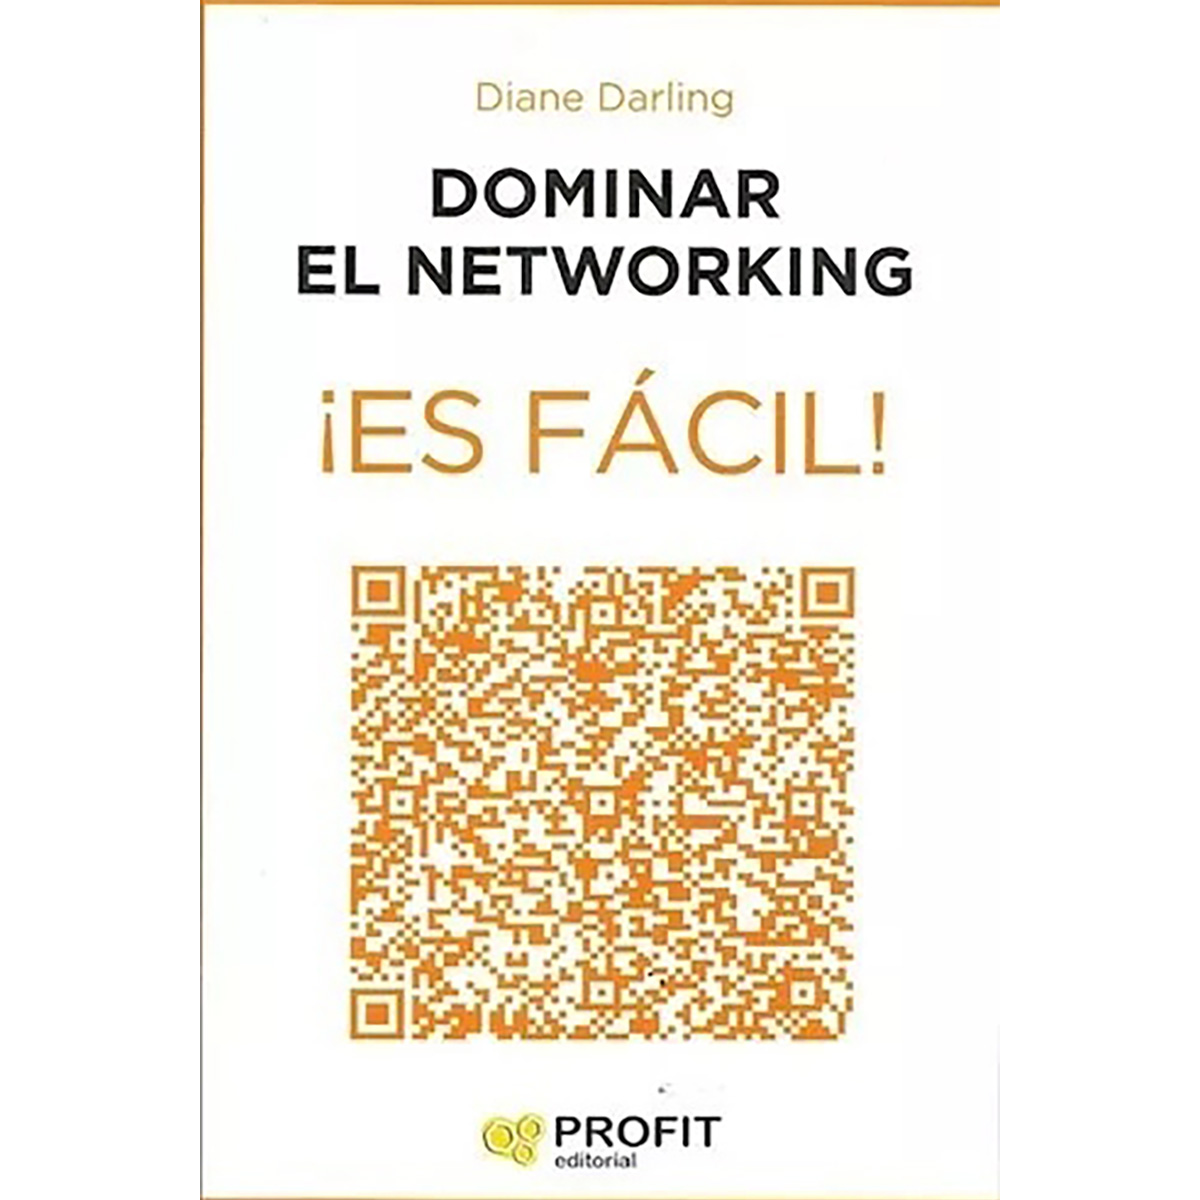 Diane Darling
DOMINAR
EL NETWORKING
¡ES FÁCIL!
PROFIT
editorial